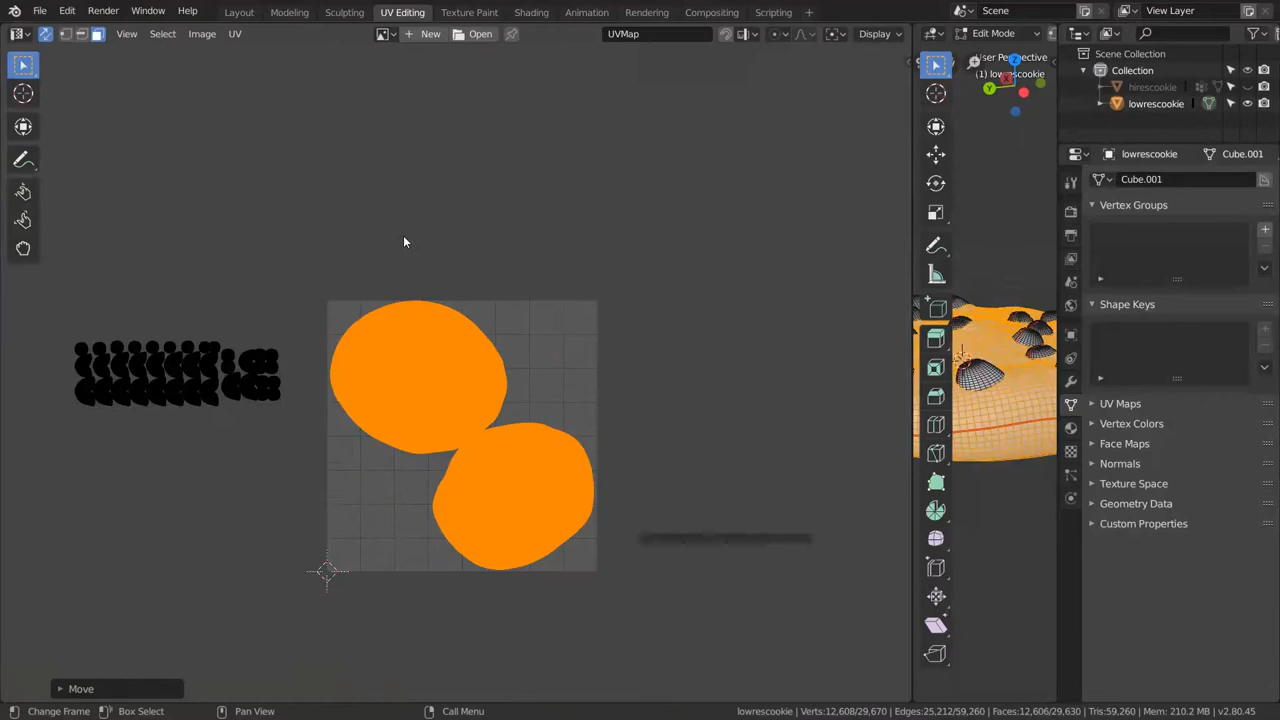 File Edit Render Window Help
Layout Modeling Sculpting UV Editing Texture Paint Shading Animation Rendering Compositing Scripting +
Scene
View Layer
View Select Image UV
New Open
UVMap
Display
Edit Mode
User Perspective
(1) lowrescookie
Z
X
Y
Scene Collection
Collection
hirescookie
lowrescookie
lowrescookie
Cube.001
Cube.001
Vertex Groups
Shape Keys
UV Maps
Vertex Colors
Face Maps
Normals
Texture Space
Geometry Data
Custom Properties
Move
Change Frame
Box Select
Pan View
Call Menu
lowrescookie | Verts:12,608/29,670 | Edges:25,212/59,260 | Faces:12,606/29,630 | Tris:59,260 | Mem: 210.2 MB | v2.80.45